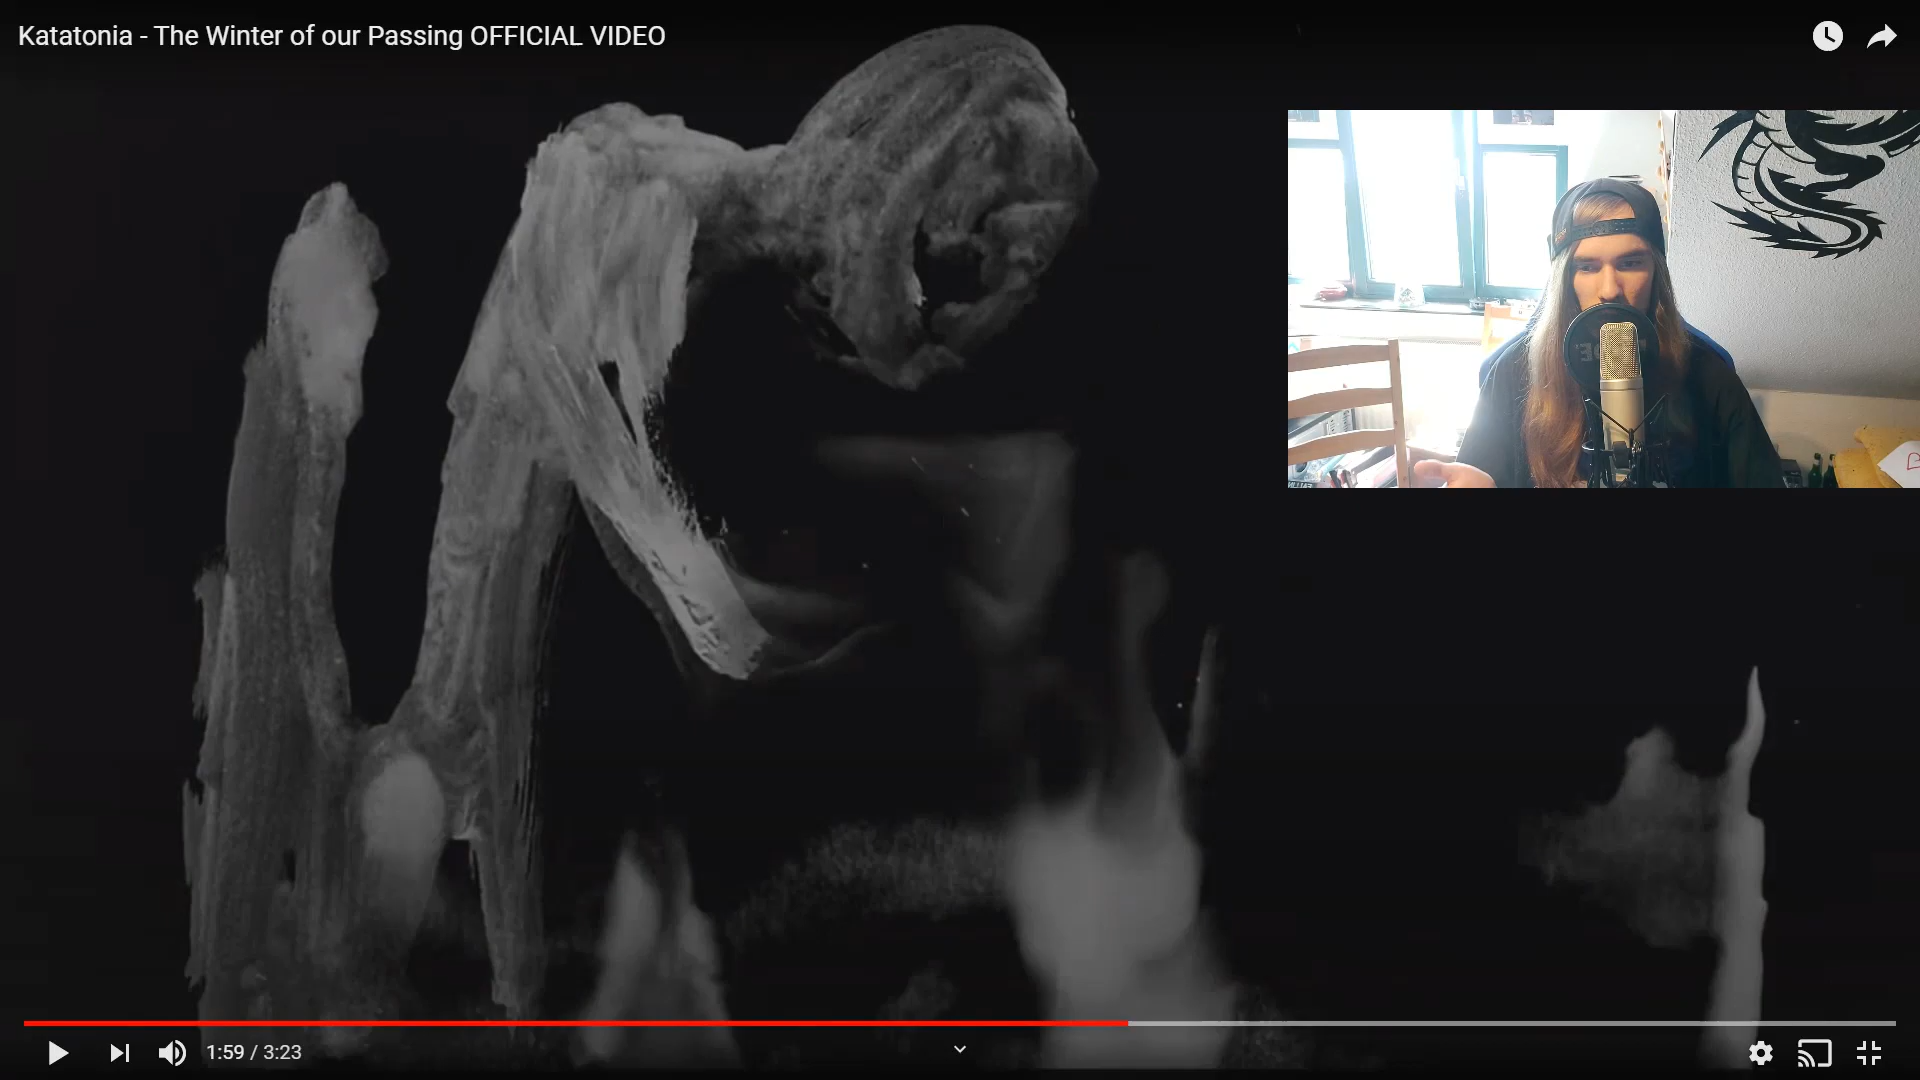 Katatonia - The Winter of our Passing OFFICIAL VIDEO
1:59 / 3:23